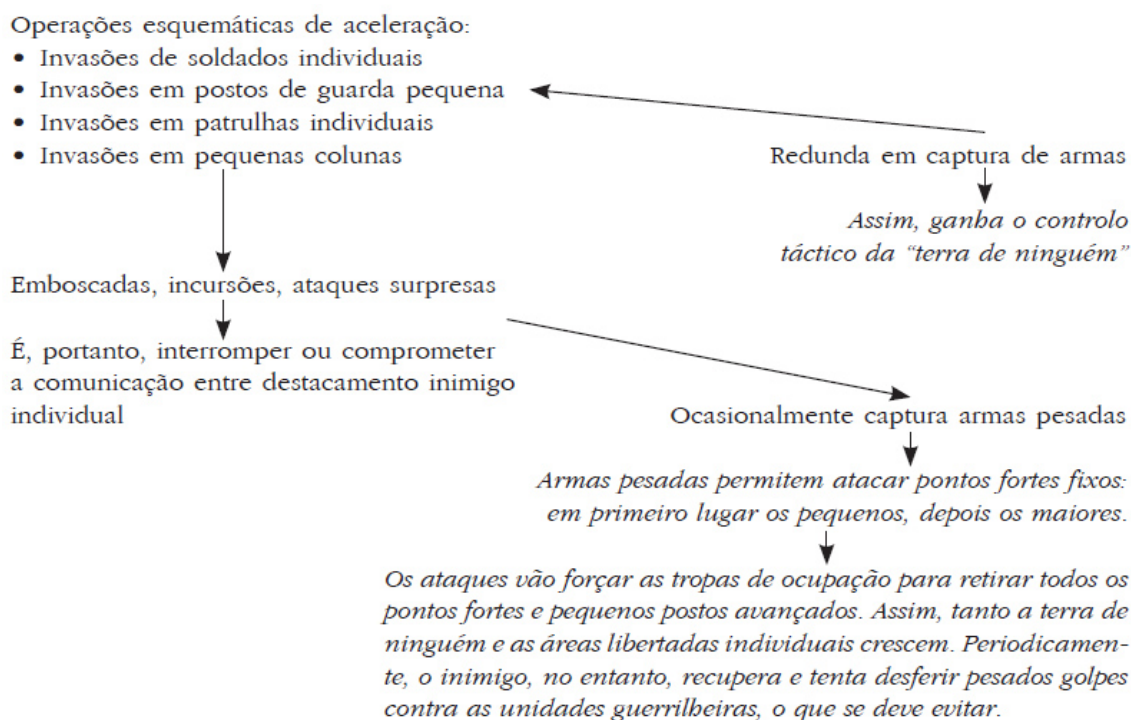 Operações esquemáticas de aceleração:
• Invasões de soldados individuais
• Invasões em postos de guarda pequena
• Invasões em patrulhas individuais
• Invasões em pequenas colunas
Redunda em captura de armas
Assim, ganha o controlo
táctico da “terra de ninguém”
Emboscadas, incursões, ataques surpresas
É, portanto, interromper ou comprometer
a comunicação entre destacamento inimigo
individual
Ocasionalmente captura armas pesadas
Armas pesadas permitem atacar pontos fortes fixos:
em primeiro lugar os pequenos, depois os maiores.
Os ataques vão forçar as tropas de ocupação para retirar todos os
pontos fortes e pequenos postos avançados. Assim, tanto a terra de
ninguém e as áreas libertadas individuais crescem. Periodicamen-
te, o inimigo, no entanto, recupera e tenta desferir pesados golpes
contra as unidades guerrilheiras, o que se deve evitar.